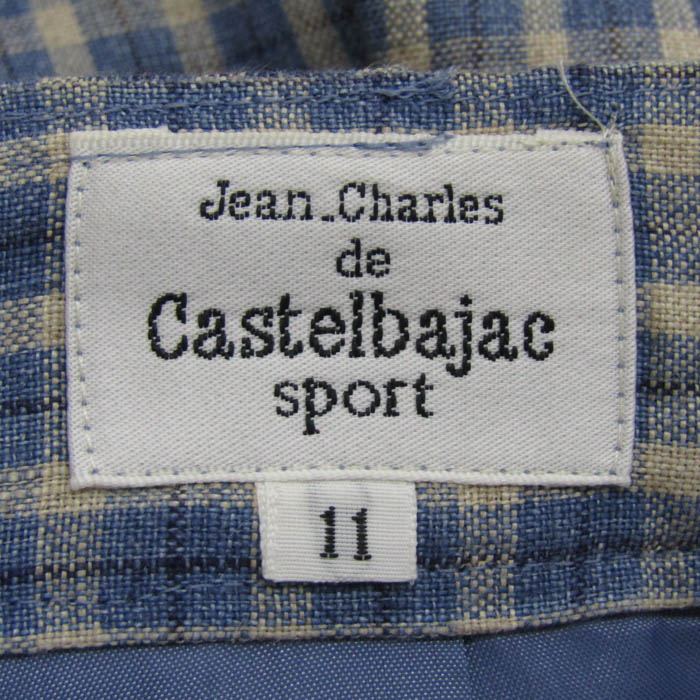 Jean.Charles
de
Castelbajac
sport
11